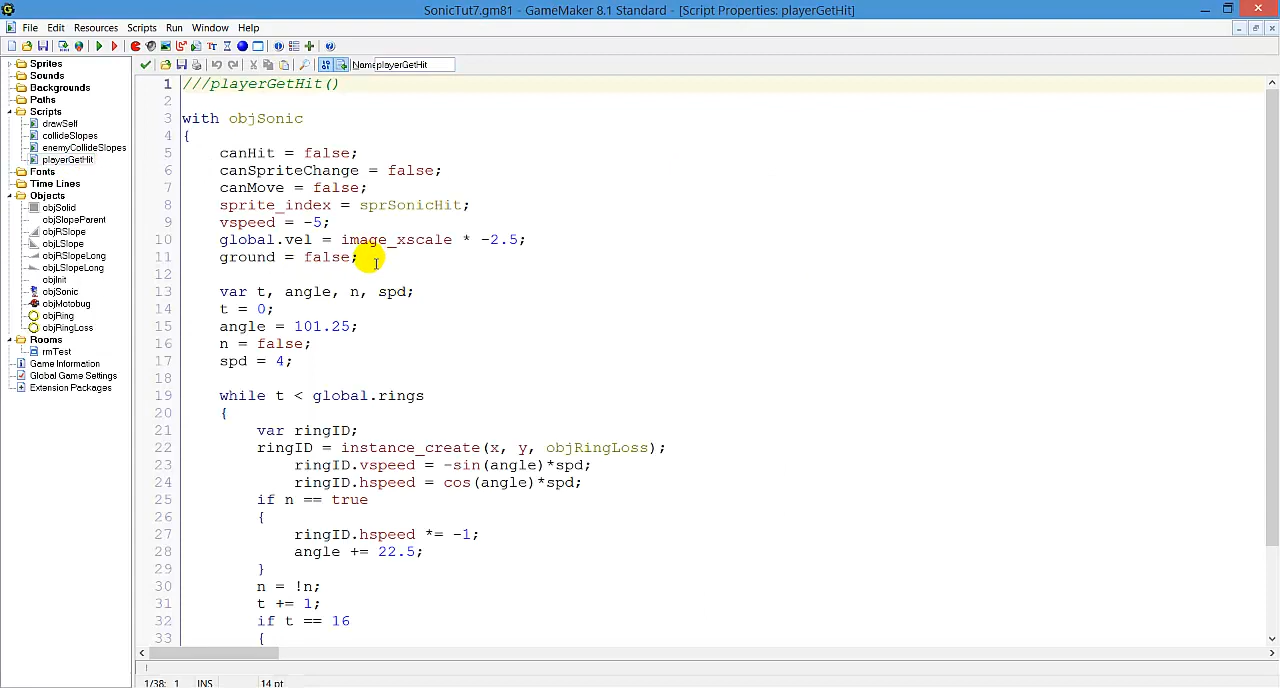 SonicTut7.gm81 - GameMaker 8.1 Standard - [Script Properties: playerGetHit]
File Edit Resources Scripts Run Window Help
Name playerGetHit
Sprites
Sounds
Backgrounds
Paths
Scripts
drawSelf
collideSlopes
enemyCollideSlopes
playerGetHit
Fonts
Time Lines
Objects
objSolid
objSlopeParent
objRSlope
objLSlope
objRSlopeLong
objLSlopeLong
objInit
objSonic
objMotobug
objRing
objRingLoss
Rooms
rmTest
Game Information
Global Game Settings
Extension Packages
1 ///playerGetHit()
2
3 with objSonic
4 {
5 canHit = false;
6 canSpriteChange = false;
7 canMove = false;
8 sprite_index = sprSonicHit;
9 vspeed = -5;
10 global.vel = image_xscale * -2.5;
11 ground = false;
12
13 var t, angle, n, spd;
14 t = 0;
15 angle = 101.25;
16 n = false;
17 spd = 4;
18
19 while t < global.rings
20 {
21 var ringID;
22 ringID = instance_create(x, y, objRingLoss);
23 ringID.vspeed = -sin(angle)*spd;
24 ringID.hspeed = cos(angle)*spd;
25 if n == true
26 {
27 ringID.hspeed *= -1;
28 angle += 22.5;
29 }
30 n = !n;
31 t += 1;
32 if t == 16
33 {
1/38: 1 INS 14 pt